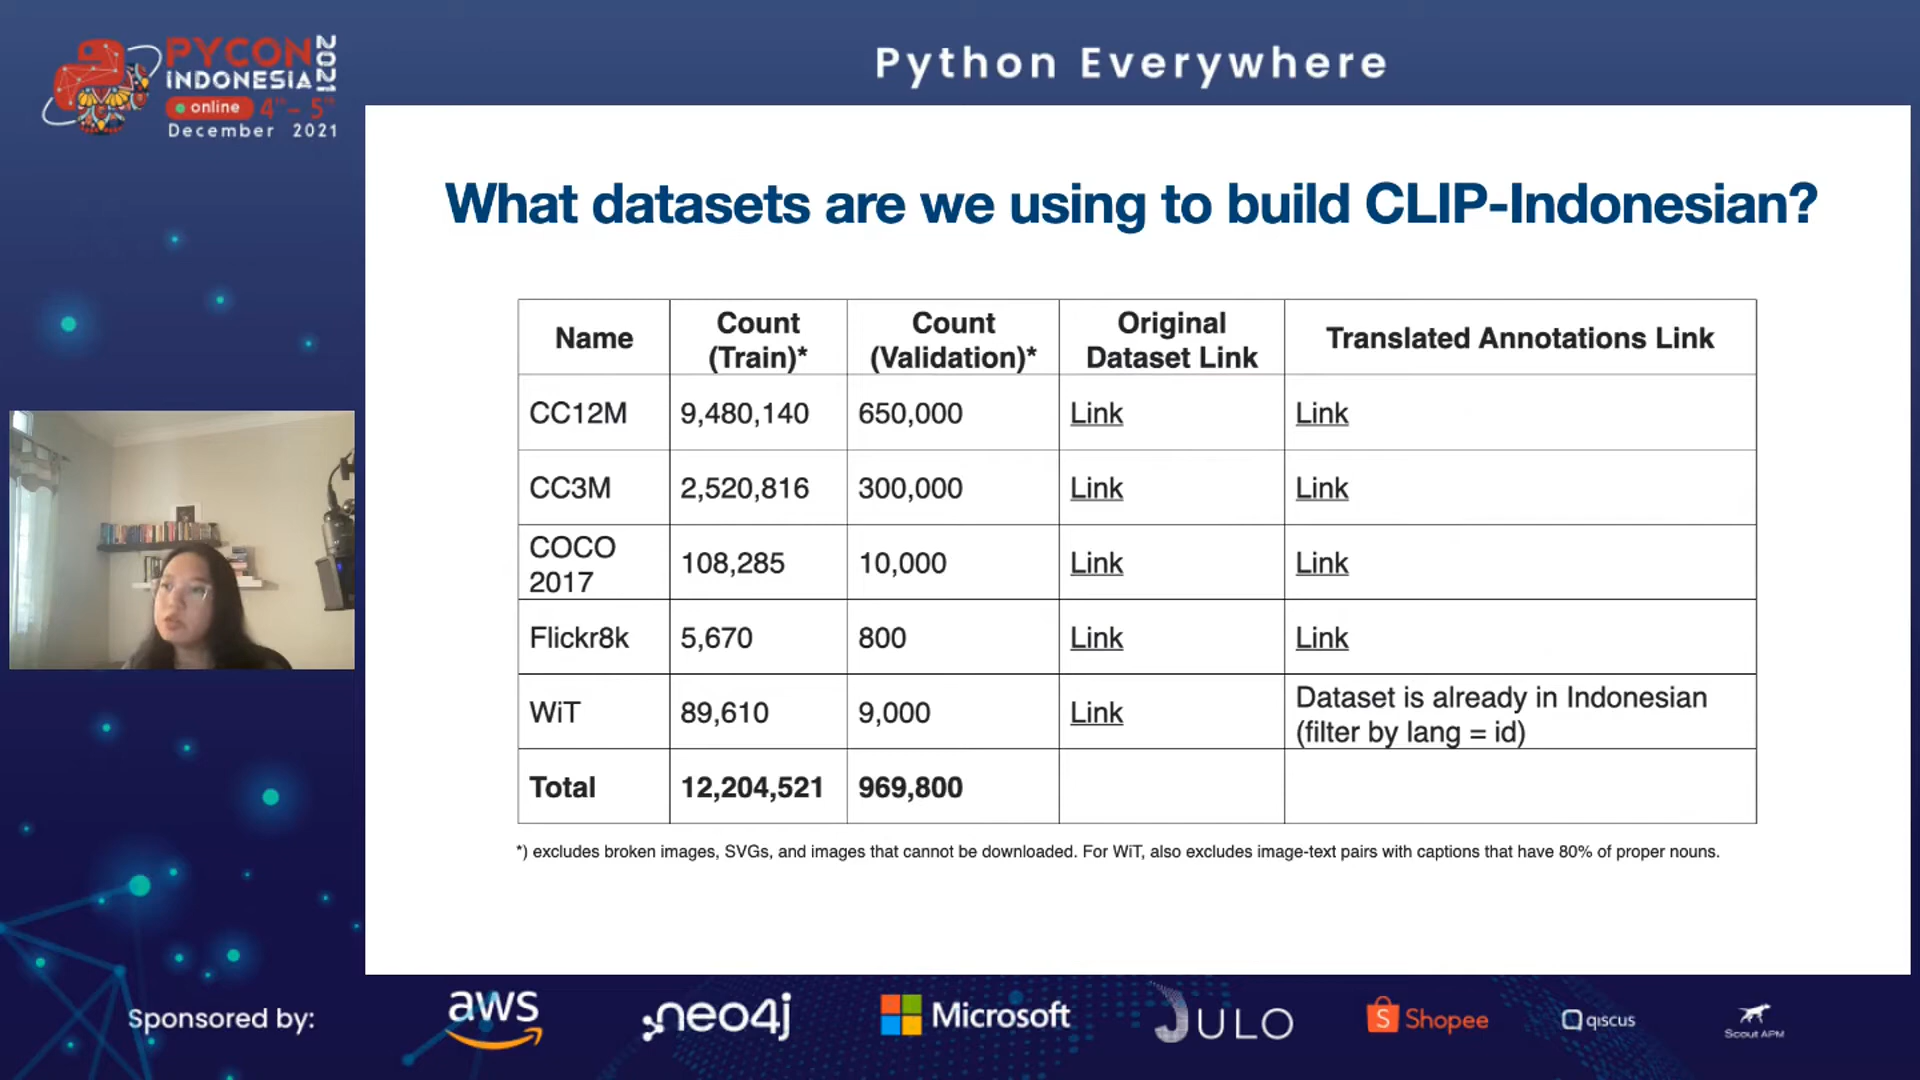 PYCON
INDONESIA
2021
online 4th - 5th
December 2021
Python Everywhere
What datasets are we using to build CLIP-Indonesian?
Name
Count
(Train)*
Count
(Validation)*
Original
Dataset Link
Translated Annotations Link
CC12M
9,480,140
650,000
Link
Link
CC3M
2,520,816
300,000
Link
Link
COCO
2017
108,285
10,000
Link
Link
Flickr8k
5,670
800
Link
Link
WiT
89,610
9,000
Link
Dataset is already in Indonesian
(filter by lang = id)
Total
12,204,521
969,800
*) excludes broken images, SVGs, and images that cannot be downloaded. For WiT, also excludes image-text pairs with captions that have 80% of proper nouns.
Sponsored by:
aws
neo4j
Microsoft
JULO
Shopee
qiscus
Scout APM